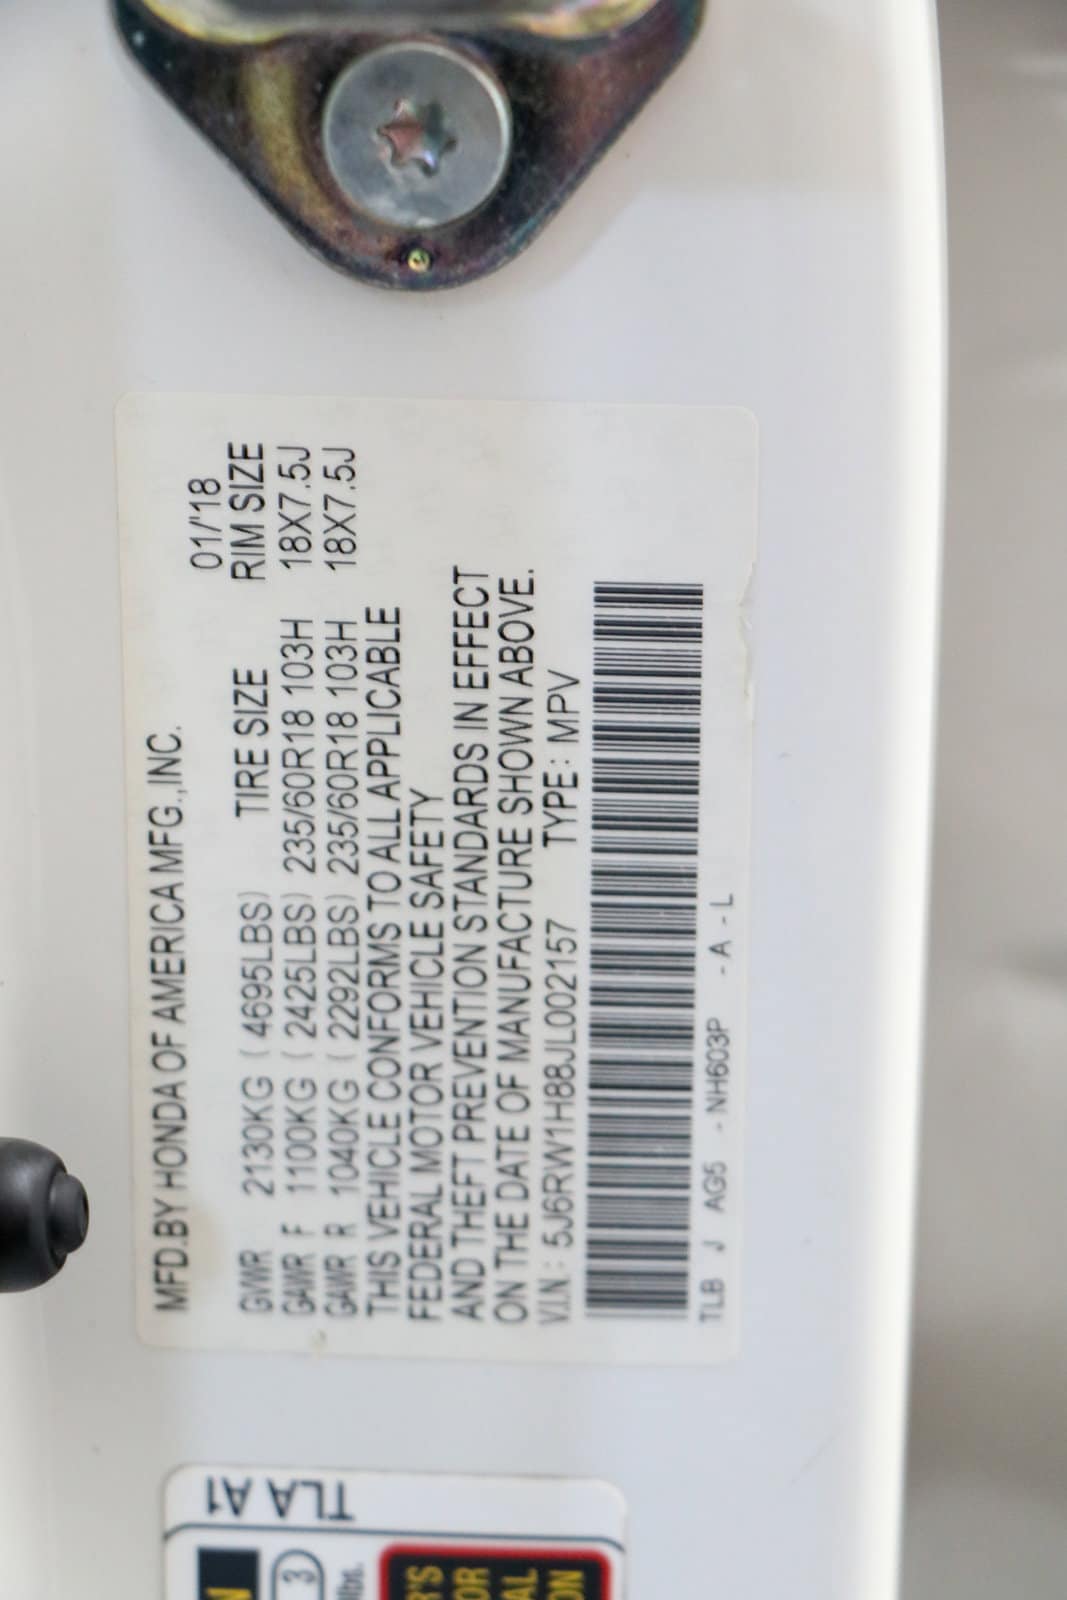 MFD.BY HONDA OF AMERICA MFG.,INC.
01/'18
TIRE SIZE RIM SIZE
GVWR 2130KG ( 4695LBS)
GAWR F 1100KG ( 2425LBS) 235/60R18 103H 18X7.5J
GAWR R 1040KG ( 2292LBS) 235/60R18 103H 18X7.5J
THIS VEHICLE CONFORMS TO ALL APPLICABLE
FEDERAL MOTOR VEHICLE SAFETY
AND THEFT PREVENTION STANDARDS IN EFFECT
ON THE DATE OF MANUFACTURE SHOWN ABOVE.
V.I.N.: 5J6RW1H88JL002157 TYPE: MPV
TLB J AG5 -NH603P -A-L
TLA A1
3
lbs.